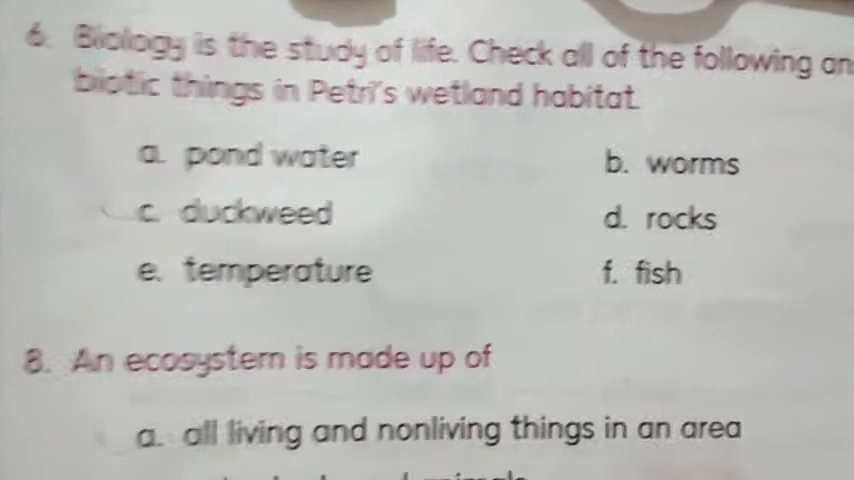 6. Biology is the study of life. Check all of the following
biotic things in Petri's wetland habitat.
a. pond water
b. worms
c. duckweed
d. rocks
e. temperature
f. fish
8. An ecosystem is made up of
a. all living and nonliving things in an area